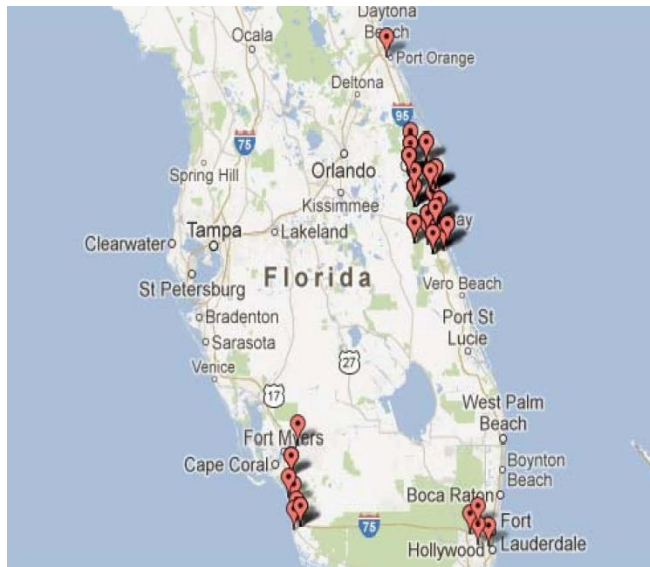 Daytona
Beach
Ocala
Port Orange
Deltona
95
75
Orlando
Spring Hill
Kissimmee
Lakeland
Tampa
Clearwater
Florida
St Petersburg
Vero Beach
Bradenton
Port St
Lucie
Sarasota
27
Venice
17
West Palm
Beach
Fort Myers
Cape Coral
Boynton
Beach
Boca Raton
75
Fort
Lauderdale
Hollywood